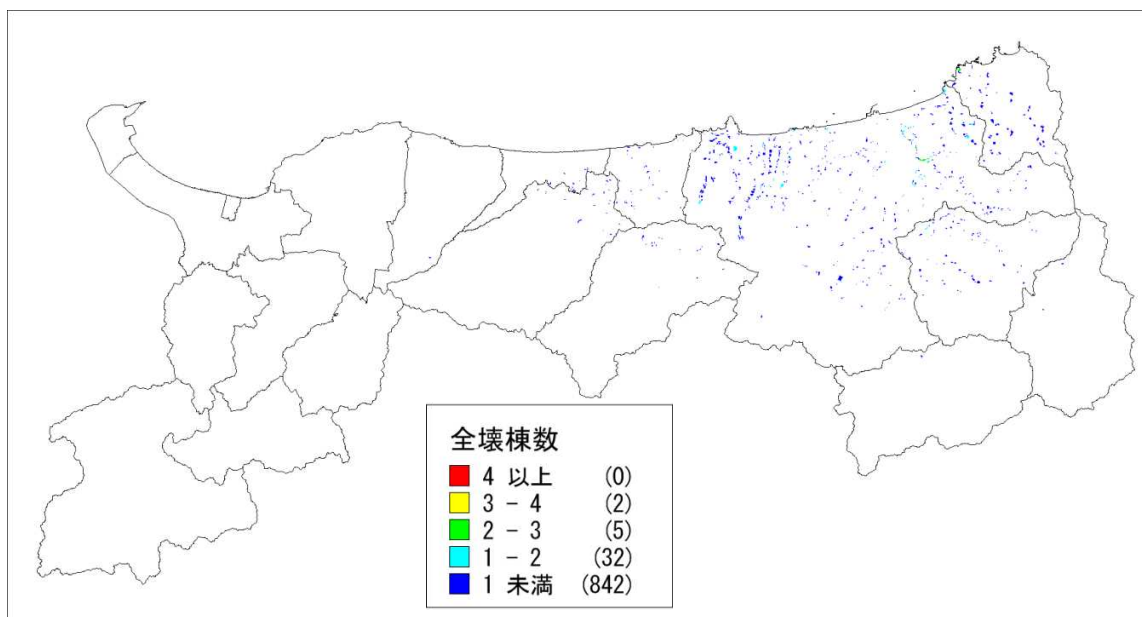 全壊棟数
4 以上 (0)
3 - 4 (2)
2 - 3 (5)
1 - 2 (32)
1 未満 (842)